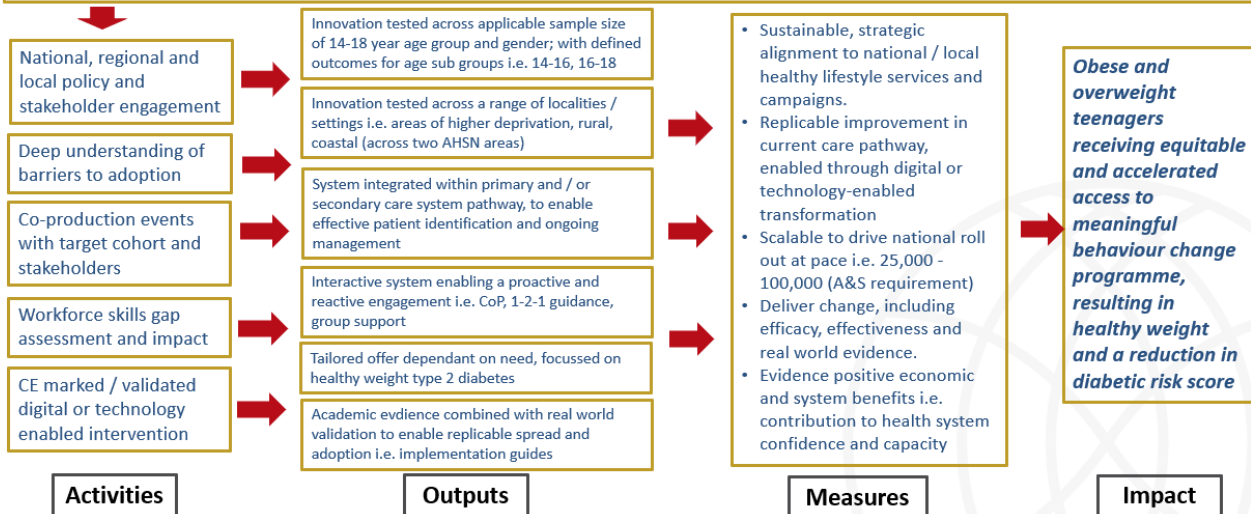 National, regional and
local policy and
stakeholder engagement
Deep understanding of
barriers to adoption
Co-production events
with target cohort and
stakeholders
Workforce skills gap
assessment and impact
CE marked / validated
digital or technology
enabled intervention
Activities
Innovation tested across applicable sample size
of 14-18 year age group and gender; with defined
outcomes for age sub groups i.e. 14-16, 16-18
Innovation tested across a range of localities /
settings i.e. areas of higher deprivation, rural,
coastal (across two AHSN areas)
System integrated within primary and / or
secondary care system pathway, to enable
effective patient identification and ongoing
management
Interactive system enabling a proactive and
reactive engagement i.e. CoP, 1-2-1 guidance,
group support
Tailored offer dependant on need, focussed on
healthy weight type 2 diabetes
Academic evdience combined with real world
validation to enable replicable spread and
adoption i.e. implementation guides
Outputs
• Sustainable, strategic
alignment to national / local
healthy lifestyle services and
campaigns.
• Replicable improvement in
current care pathway,
enabled through digital or
technology-enabled
transformation
• Scalable to drive national roll
out at pace i.e. 25,000 -
100,000 (A&S requirement)
• Deliver change, including
efficacy, effectiveness and
real world evidence.
• Evidence positive economic
and system benefits i.e.
contribution to health system
confidence and capacity
Measures
Obese and
overweight
teenagers
receiving equitable
and accelerated
access to
meaningful
behaviour change
programme,
resulting in
healthy weight
and a reduction in
diabetic risk score
Impact